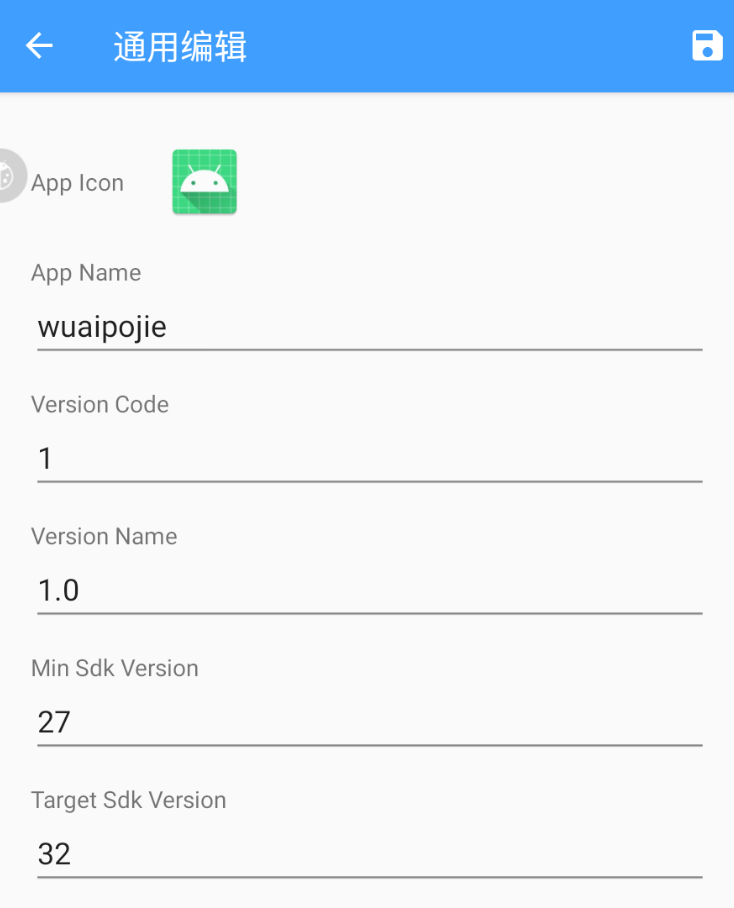 通用编辑
App Icon
App Name
wuaipojie
Version Code
1
Version Name
1.0
Min Sdk Version
27
Target Sdk Version
32